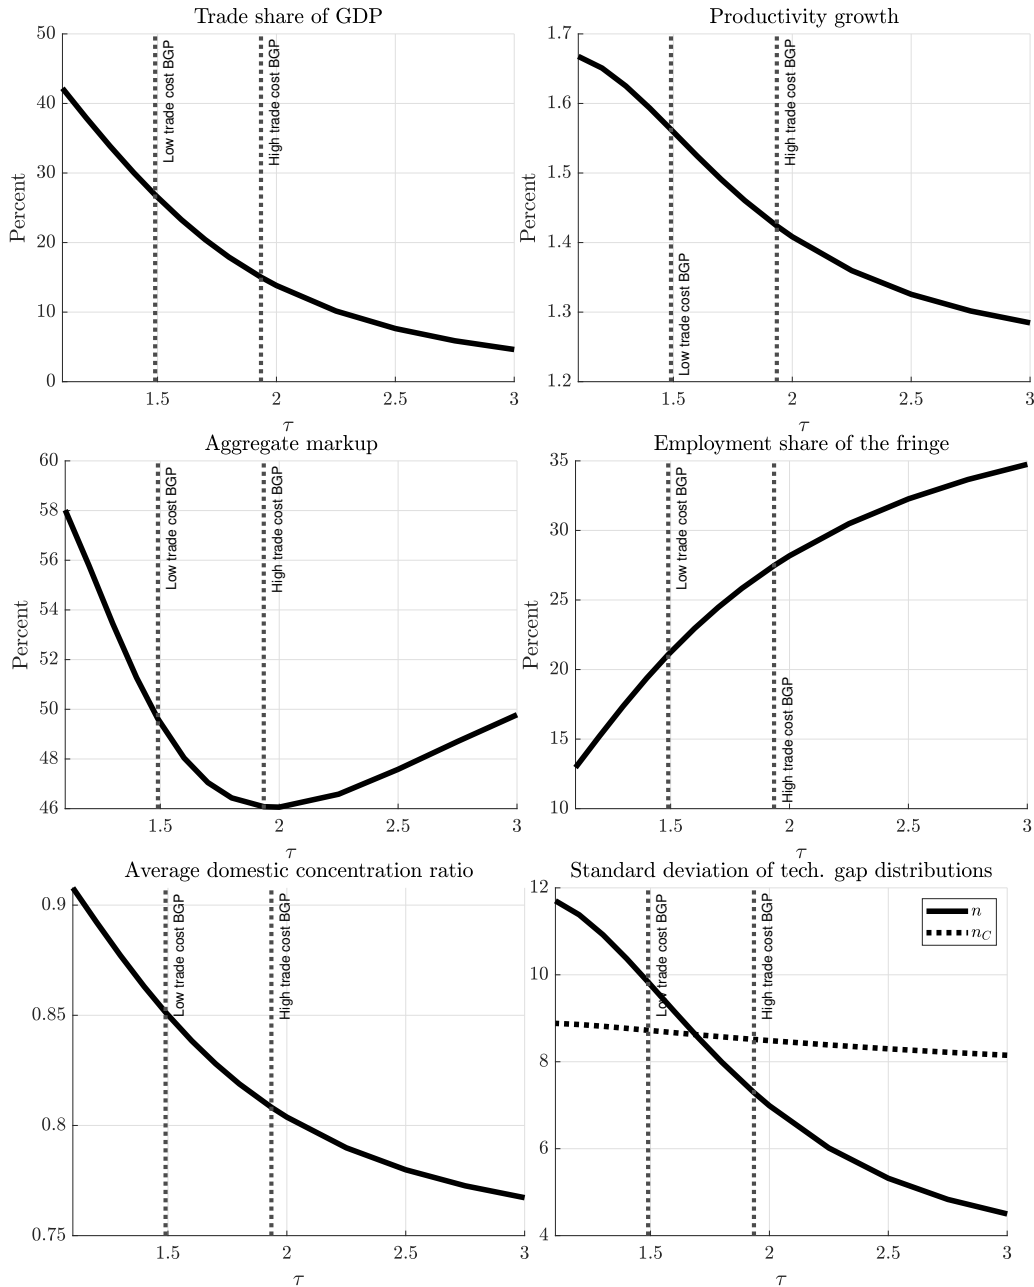 Trade share of GDP
50
40
30
20
10
0
Percent
Low trade cost BGP
High trade cost BGP
1.5
2
2.5
3
τ
Productivity growth
1.7
1.6
1.5
1.4
1.3
1.2
Percent
Low trade cost BGP
High trade cost BGP
1.5
2
2.5
3
τ
Aggregate markup
60
58
56
54
52
50
48
46
Percent
Low trade cost BGP
High trade cost BGP
1.5
2
2.5
3
τ
Employment share of the fringe
35
30
25
20
15
10
Percent
Low trade cost BGP
High trade cost BGP
1.5
2
2.5
3
τ
Average domestic concentration ratio
0.9
0.85
0.8
0.75
Low trade cost BGP
High trade cost BGP
1.5
2
2.5
3
τ
Standard deviation of tech. gap distributions
12
10
8
6
4
Low trade cost BGP
High trade cost BGP
n
n_C
1.5
2
2.5
3
τ